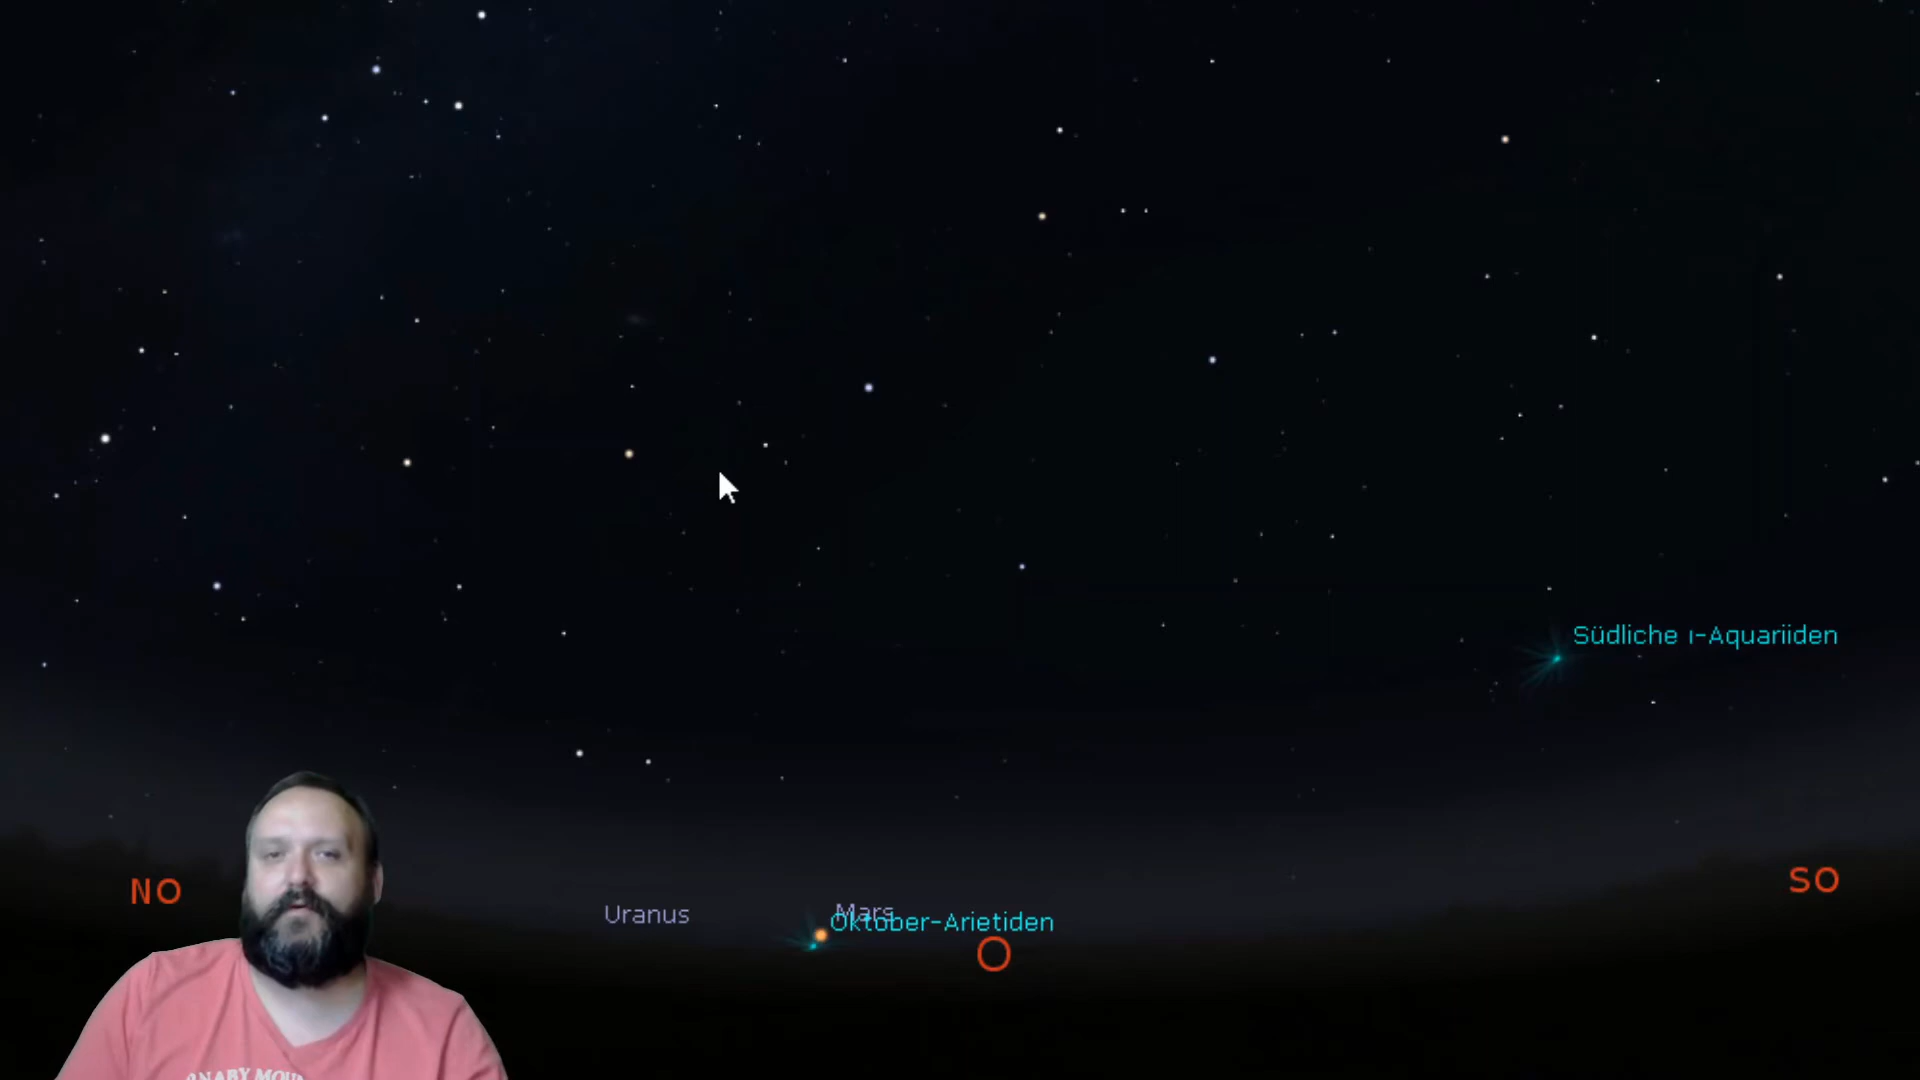 Südliche ι-Aquariiden
NO
SO
Uranus
Mars
Oktober-Arietiden
O